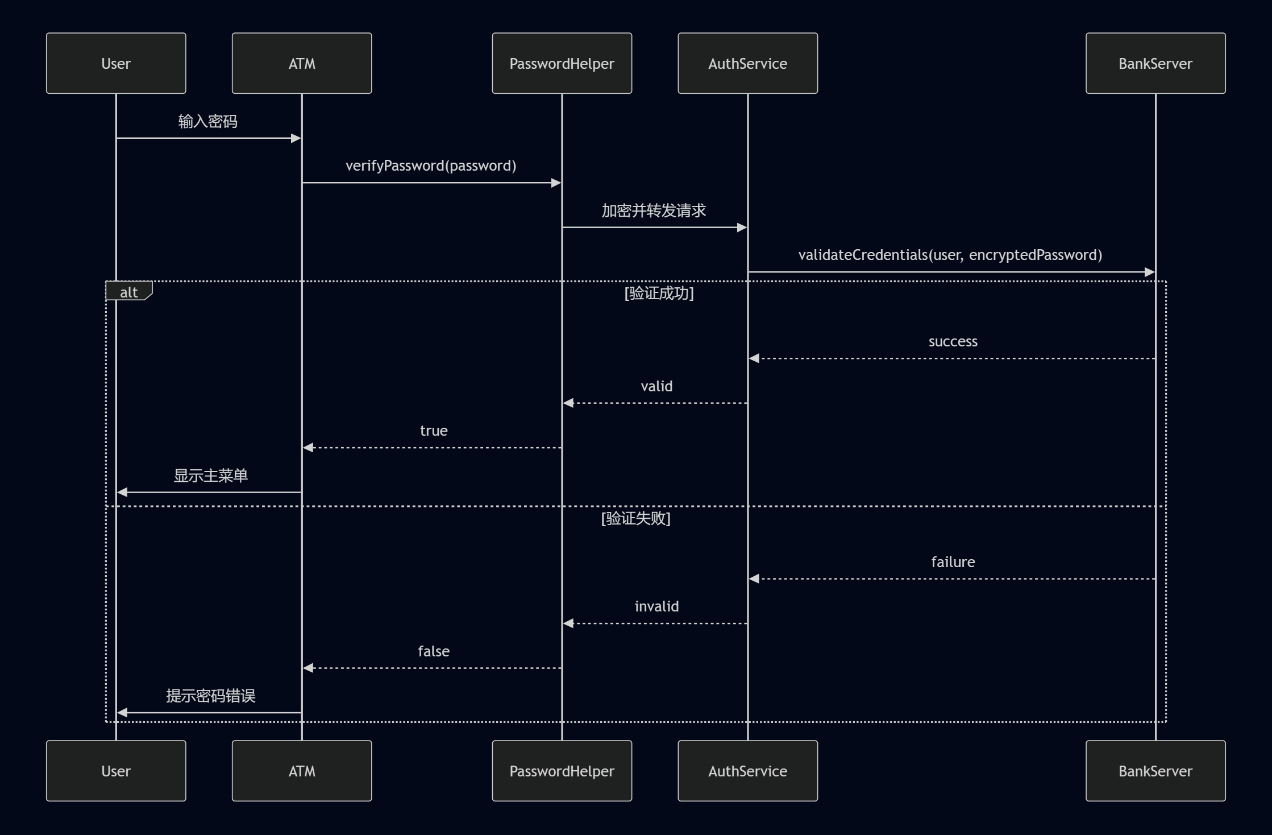 User
ATM
PasswordHelper
AuthService
BankServer
输入密码
verifyPassword(password)
加密并转发请求
validateCredentials(user, encryptedPassword)
alt
[验证成功]
success
valid
true
显示主菜单
[验证失败]
failure
invalid
false
提示密码错误
User
ATM
PasswordHelper
AuthService
BankServer